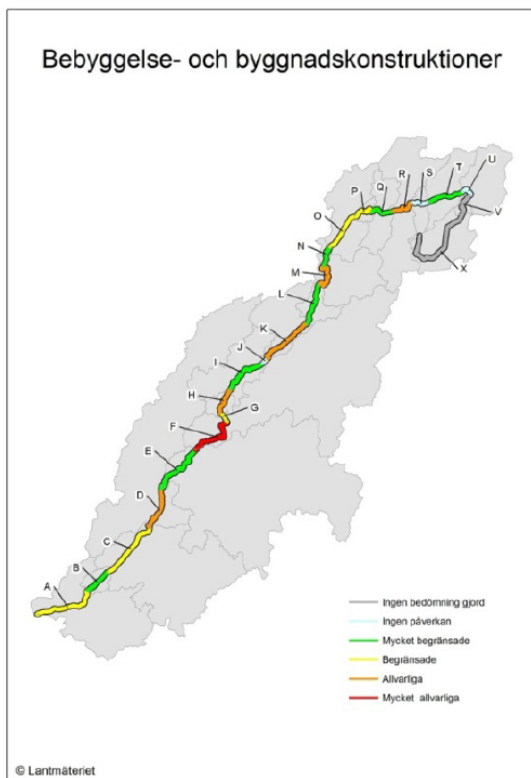 Bebyggelse- och byggnadskonstruktioner
U
T
S
R
Q
P
V
O
X
N
M
L
K
J
I
H
G
F
E
D
C
B
A
Ingen bedömning gjord
Ingen påverkan
Mycket begränsade
Begränsade
Allvarliga
Mycket allvarliga
© Lantmäteriet